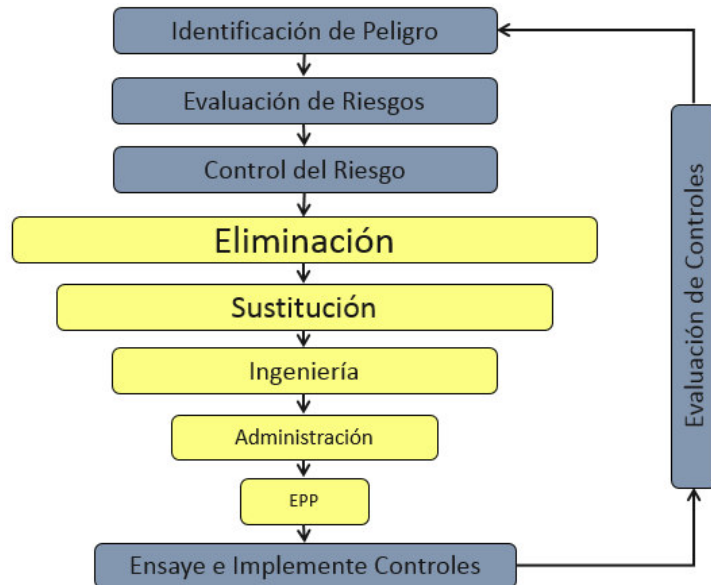 Identificación de Peligro
Evaluación de Riesgos
Control del Riesgo
Eliminación
Sustitución
Ingeniería
Administración
EPP
Ensaye e Implemente Controles
Evaluación de Controles